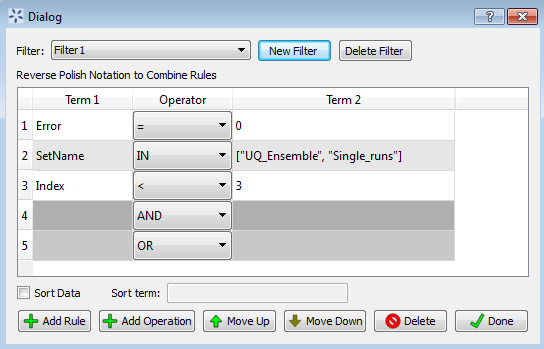 Dialog ?
Filter: Filter1 New Filter Delete Filter
Reverse Polish Notation to Combine Rules
Term 1 Operator Term 2
1 Error = 0
2 SetName IN ["UQ_Ensemble", "Single_runs"]
3 Index < 3
4 AND
5 OR
Sort Data Sort term:
Add Rule Add Operation Move Up Move Down Delete Done